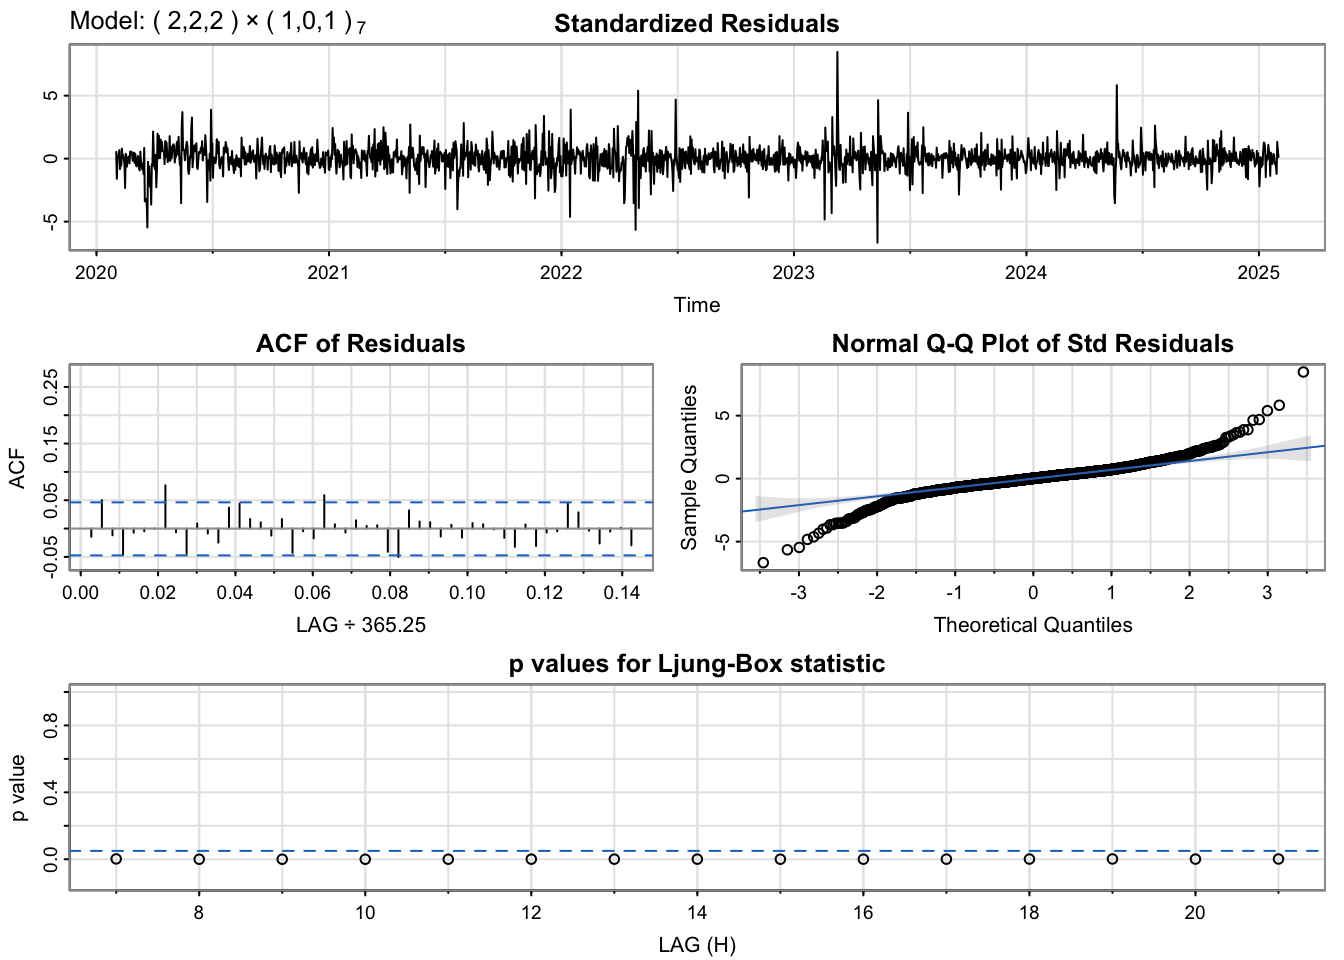 Model: ( 2,2,2 ) × ( 1,0,1 ) 7
Standardized Residuals
5
0
-5
2020 2021 2022 2023 2024 2025
Time
ACF of Residuals
ACF
0.25
0.15
0.05
-0.05
0.00 0.02 0.04 0.06 0.08 0.10 0.12 0.14
LAG ÷ 365.25
Normal Q-Q Plot of Std Residuals
Sample Quantiles
5
0
-5
-3 -2 -1 0 1 2 3
Theoretical Quantiles
p values for Ljung-Box statistic
p value
0.8
0.4
0.0
8 10 12 14 16 18 20
LAG (H)